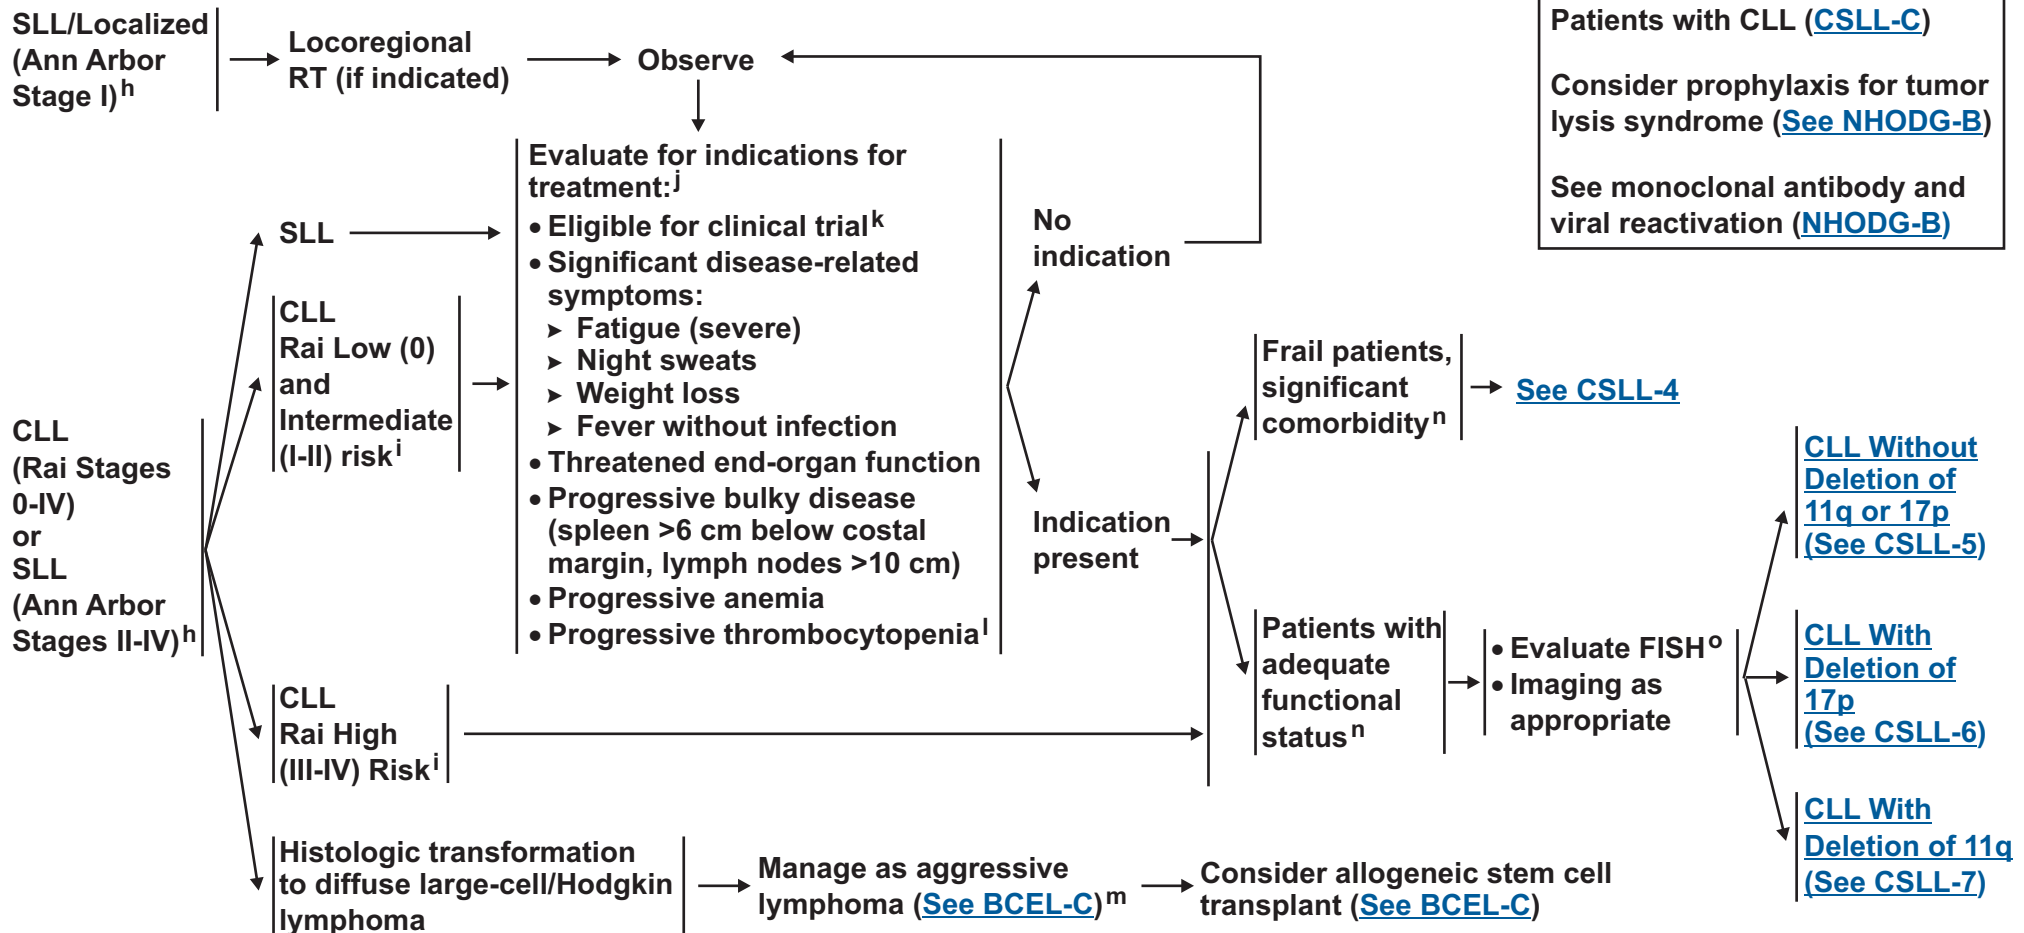 SLL/Localized
(Ann Arbor
Stage I)h
Locoregional
RT (if indicated)
Observe
Patients with CLL (CSLL-C)
Consider prophylaxis for tumor
lysis syndrome (See NHODG-B)
See monoclonal antibody and
viral reactivation (NHODG-B)
CLL
(Rai Stages
0-IV)
or
SLL
(Ann Arbor
Stages II-IV)h
SLL
CLL
Rai Low (0)
and
Intermediate
(I-II) riski
CLL
Rai High
(III-IV) Riski
Histologic transformation
to diffuse large-cell/Hodgkin
lymphoma
Evaluate for indications for
treatment:j
• Eligible for clinical trialk
• Significant disease-related
symptoms:
➤ Fatigue (severe)
➤ Night sweats
➤ Weight loss
➤ Fever without infection
• Threatened end-organ function
• Progressive bulky disease
(spleen >6 cm below costal
margin, lymph nodes >10 cm)
• Progressive anemia
• Progressive thrombocytopenial
No
indication
Indication
present
Frail patients,
significant
comorbidityn
See CSLL-4
Patients with
adequate
functional
statusn
• Evaluate FISHo
• Imaging as
appropriate
CLL Without
Deletion of
11q or 17p
(See CSLL-5)
CLL With
Deletion of
17p
(See CSLL-6)
CLL With
Deletion of 11q
(See CSLL-7)
Manage as aggressive
lymphoma (See BCEL-C)m
Consider allogeneic stem cell
transplant (See BCEL-C)